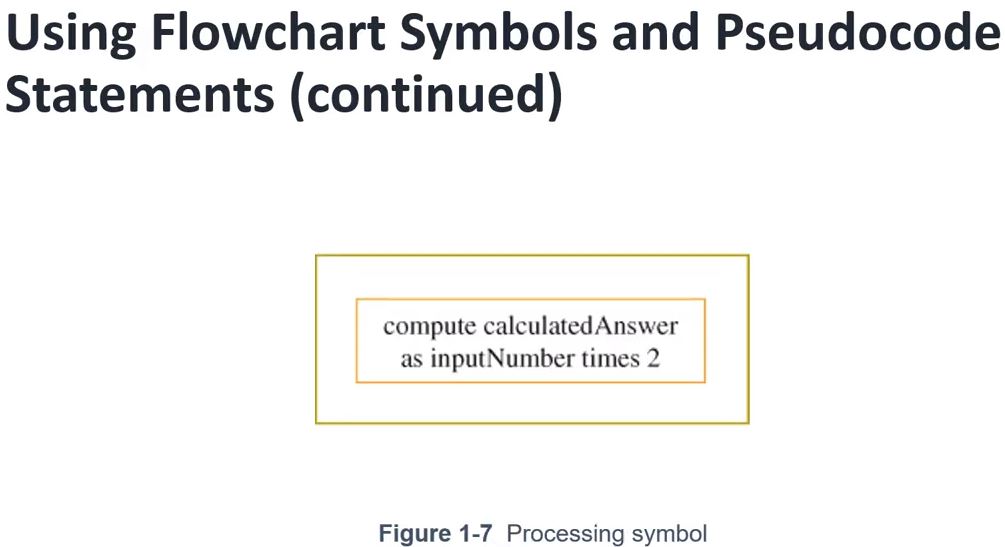 Using Flowchart Symbols and Pseudocode
Statements (continued)
compute calculatedAnswer
as inputNumber times 2
Figure 1-7 Processing symbol